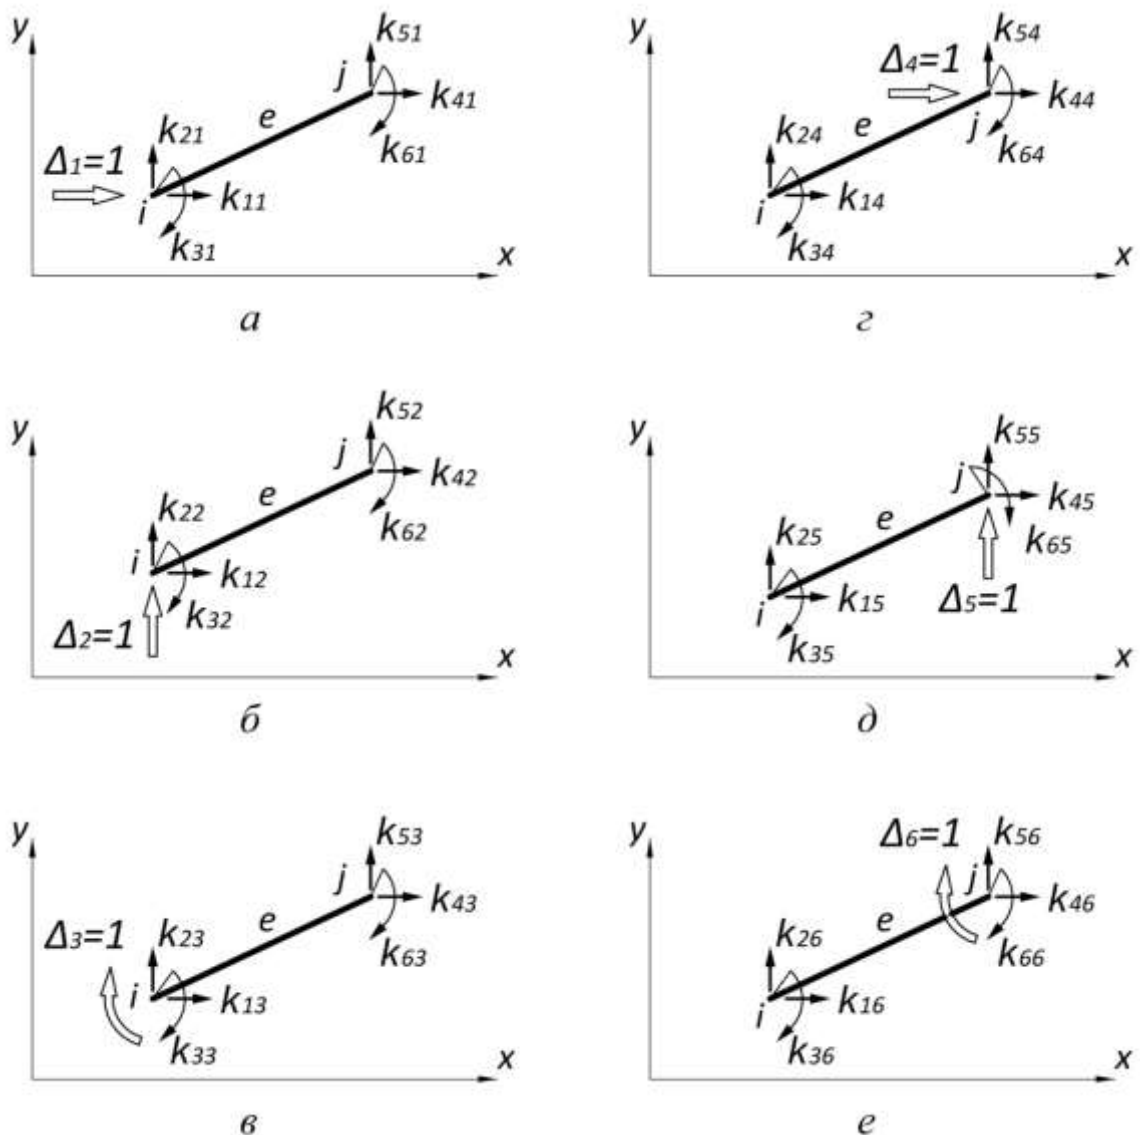 y
k51
j
k41
k21
e
k61
Δ1=1
k11
i
k31
x
а
k54
Δ4=1
k44
k24
e
j
k64
i
k14
k34
x
г
y
k52
j
k42
k22
e
k62
i
k12
k32
Δ2=1
x
б
k55
j
k45
k25
e
k65
i
k15
Δ5=1
k35
x
д
y
k53
j
k43
Δ3=1
k23
e
k63
i
k13
k33
x
в
y
Δ6=1
k56
j
k46
k26
e
k66
i
k16
k36
x
е
y
y